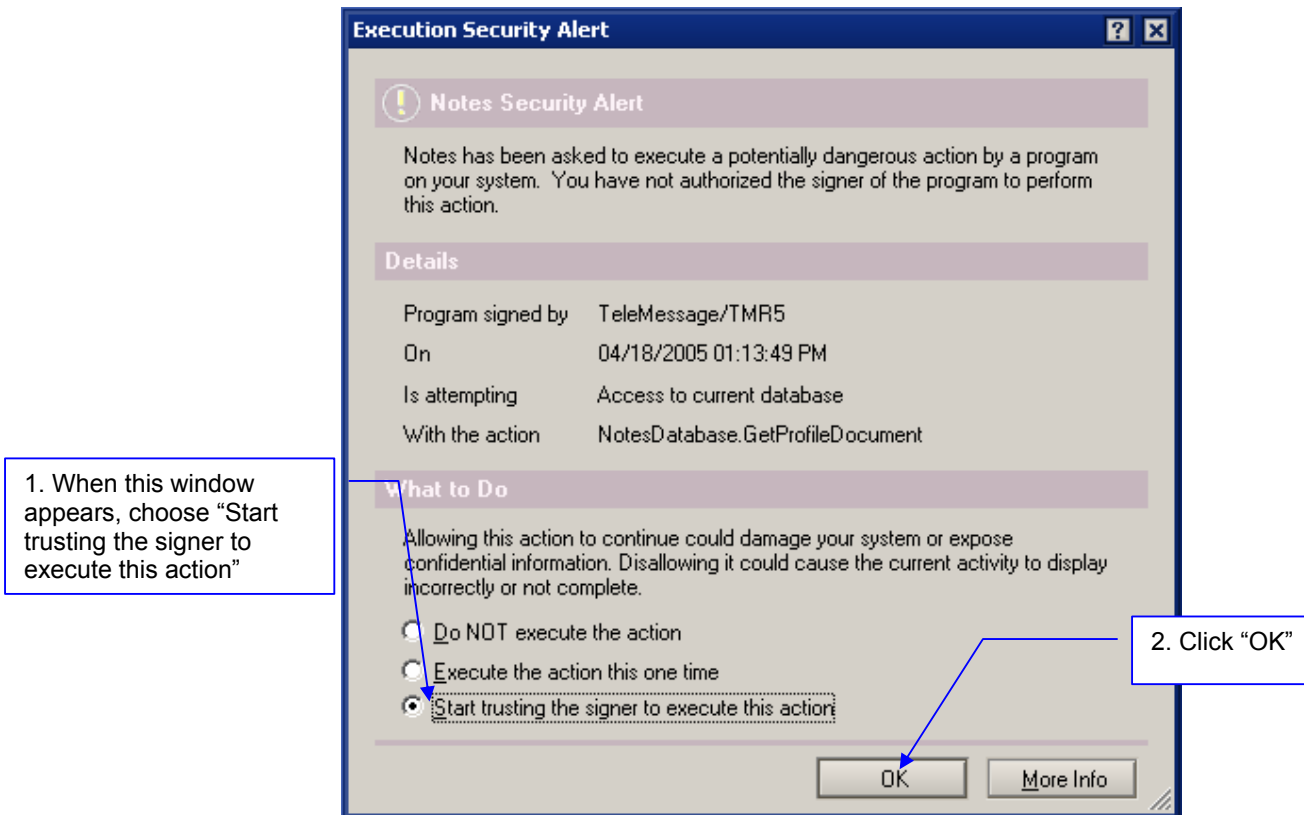 Execution Security Alert
Notes Security Alert
Notes has been asked to execute a potentially dangerous action by a program
on your system. You have not authorized the signer of the program to perform
this action.
Details
Program signed by TeleMessage/TMR5
On 04/18/2005 01:13:49 PM
Is attempting Access to current database
With the action NotesDatabase.GetProfileDocument
1. When this window
appears, choose “Start
trusting the signer to
execute this action”
What to Do
Allowing this action to continue could damage your system or expose
confidential information. Disallowing it could cause the current activity to display
incorrectly or not complete.
Do NOT execute the action
Execute the action this one time
Start trusting the signer to execute this action
2. Click “OK”
OK
More Info